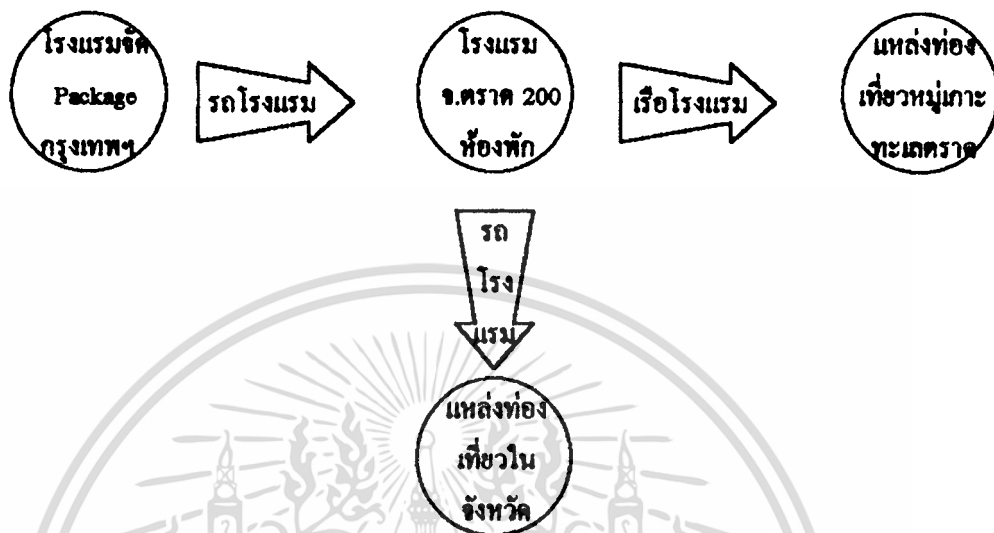 โรงแรมจัด
Package
กรุงเทพฯ
รถโรงแรม
โรงแรม
จ.ตราด 200
ห้องพัก
เรือโรงแรม
แหล่งท่อง
เที่ยวหมู่เกาะ
ทะเลตราด
รถ
โรง
แรม
แหล่งท่อง
เที่ยวใน
จังหวัด